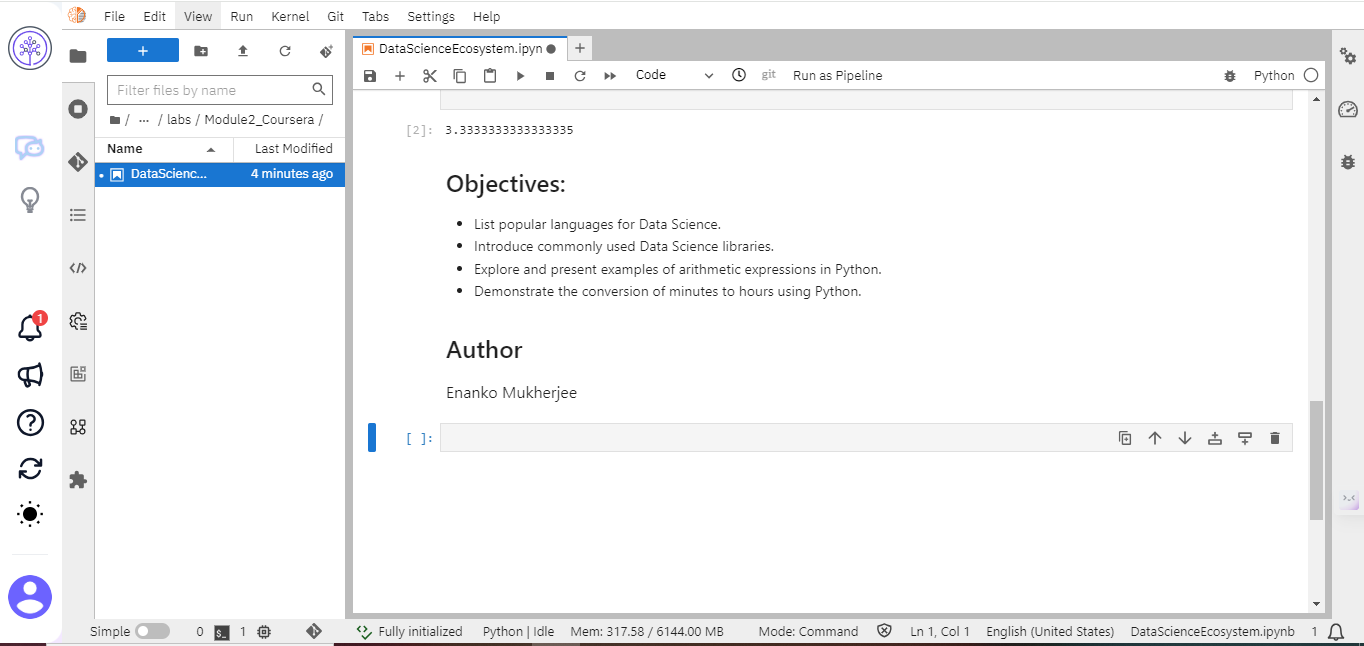 File Edit View Run Kernel Git Tabs Settings Help
+
DataScienceEcosystem.ipyn
+
Code
git
Run as Pipeline
Python
Filter files by name
/ ... / labs / Module2_Coursera /
Name
Last Modified
DataScienc...
4 minutes ago
[2]: 3.3333333333333335
Objectives:
• List popular languages for Data Science.
• Introduce commonly used Data Science libraries.
• Explore and present examples of arithmetic expressions in Python.
• Demonstrate the conversion of minutes to hours using Python.
Author
Enanko Mukherjee
[ ]:
1
Simple
0
$_
1
Fully initialized
Python | Idle
Mem: 317.58 / 6144.00 MB
Mode: Command
Ln 1, Col 1
English (United States)
DataScienceEcosystem.ipynb
1